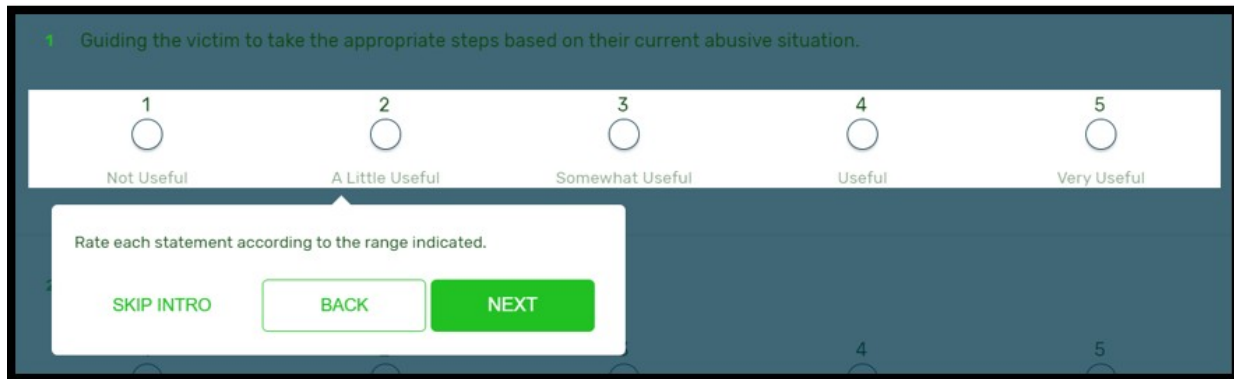 1 Guiding the victim to take the appropriate steps based on their current abusive situation.
1 2 3 4 5
Not Useful A Little Useful Somewhat Useful Useful Very Useful
Rate each statement according to the range indicated.
2
SKIP INTRO BACK NEXT
4 5